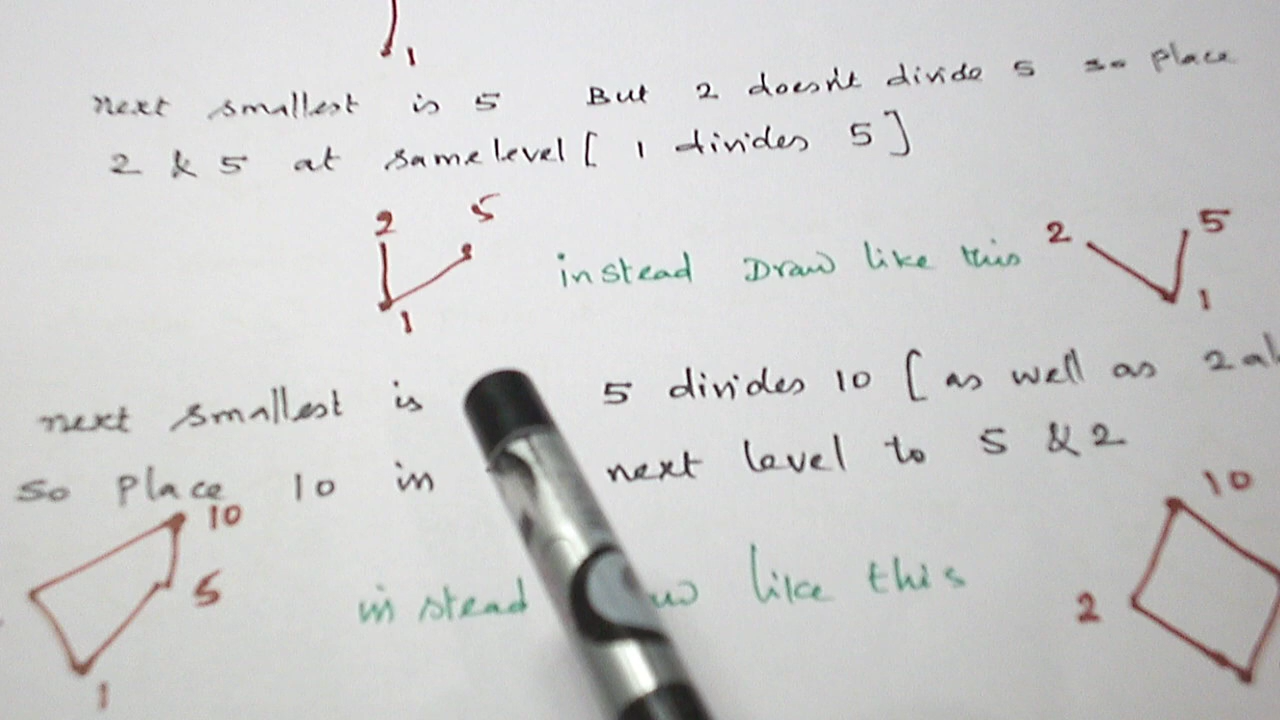 1
next smallest is 5 But 2 doesn't divide 5 so place
2 & 5 at same level [ 1 divides 5 ]
2 5 instead Draw like this 2 5
1 1
next smallest is 5 divides 10 [ as well as 2
so place 10 in next level to 5 & 2
10 10
5 instead like this 2
1